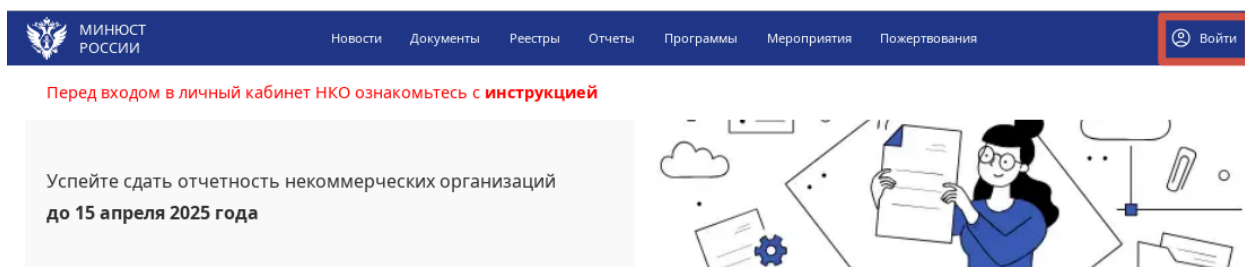 МИНЮСТ
РОССИИ
Новости Документы Реестры Отчеты Программы Мероприятия Пожертвования Войти
Перед входом в личный кабинет НКО ознакомьтесь с инструкцией
Успейте сдать отчетность некоммерческих организаций
до 15 апреля 2025 года